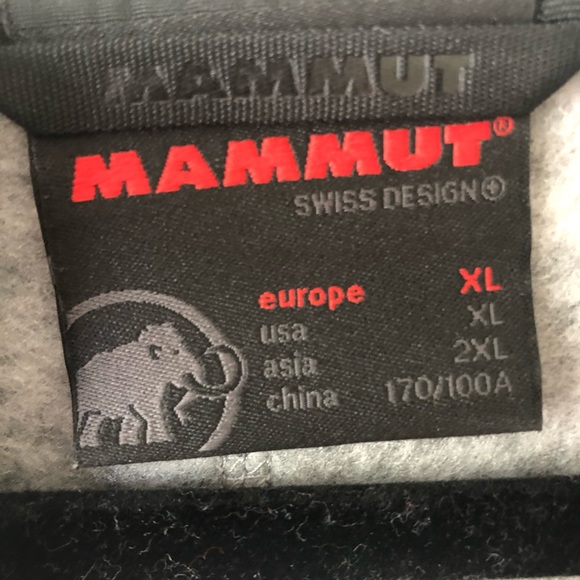 MAMMUT
MAMMUT®
SWISS DESIGN
europe XL
usa XL
asia 2XL
china 170/100A